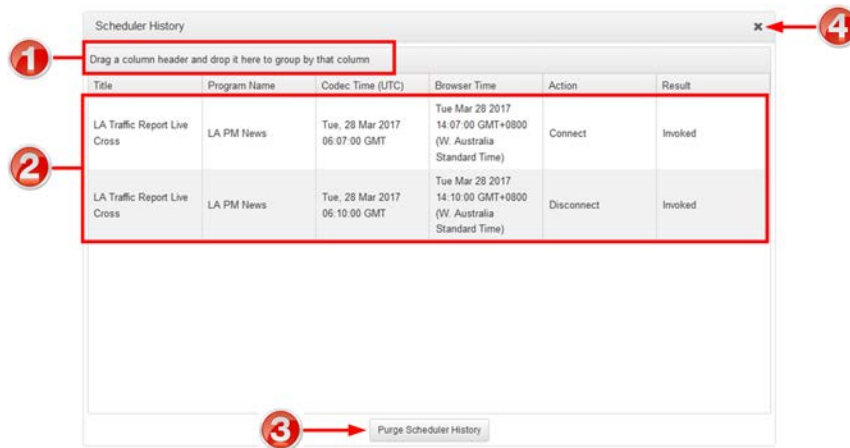 Scheduler History
4
1
Drag a column header and drop it here to group by that column
Title Program Name Codec Time (UTC) Browser Time Action Result
2
LA Traffic Report Live
Cross
LA PM News
Tue, 28 Mar 2017
06:07:00 GMT
Tue Mar 28 2017
14:07:00 GMT+0800
(W. Australia
Standard Time)
Connect
Invoked
LA Traffic Report Live
Cross
LA PM News
Tue, 28 Mar 2017
06:10:00 GMT
Tue Mar 28 2017
14:10:00 GMT+0800
(W. Australia
Standard Time)
Disconnect
Invoked
3
Purge Scheduler History